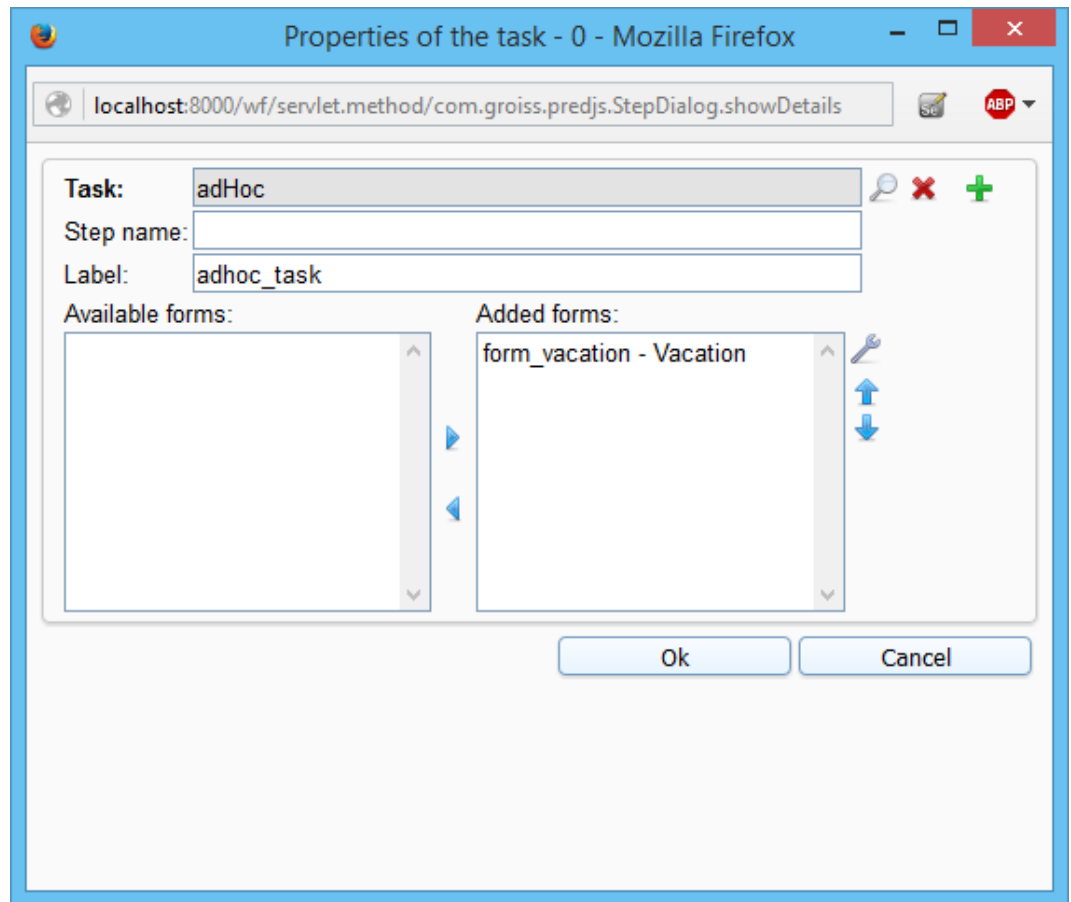 Properties of the task - 0 - Mozilla Firefox
localhost:8000/wf/servlet.method/com.groiss.predjs.StepDialog.showDetails
ABP
Task: adHoc
Step name:
Label: adhoc_task
Available forms: Added forms:
form_vacation - Vacation
Ok Cancel